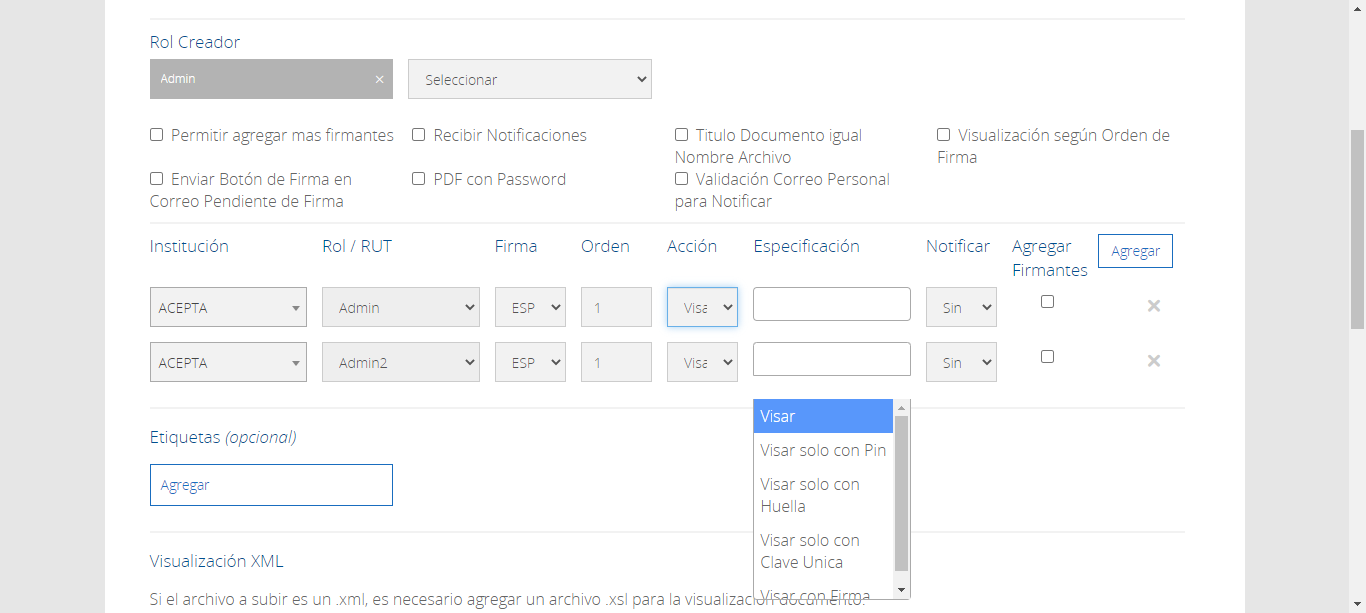 Rol Creador
Admin ×
Seleccionar
Permitir agregar mas firmantes
Recibir Notificaciones
Titulo Documento igual
Nombre Archivo
Visualización según Orden de
Firma
Enviar Botón de Firma en
Correo Pendiente de Firma
PDF con Password
Validación Correo Personal
para Notificar
Institución Rol / RUT Firma Orden Acción Especificación Notificar Agregar
Firmantes
Agregar
ACEPTA Admin ESP 1 Visa Sin
ACEPTA Admin2 ESP 1 Visa Sin
Visar
Visar solo con Pin
Visar solo con
Huella
Visar solo con
Clave Unica
Visar con Firma
Etiquetas (opcional)
Agregar
Visualización XML
Si el archivo a subir es un .xml, es necesario agregar un archivo .xsl para la visualización documento.